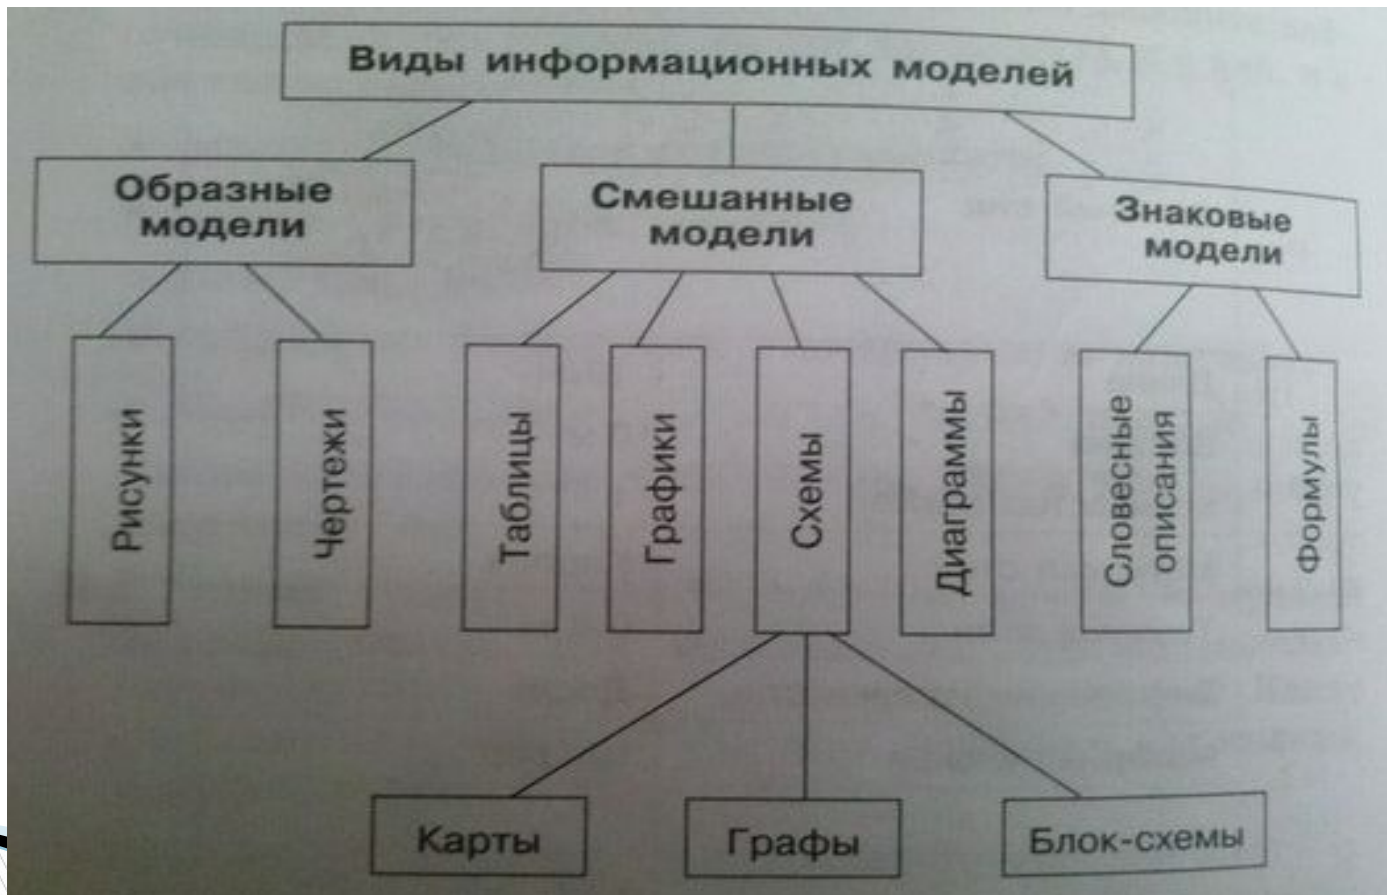 Виды информационных моделей
Образные
модели
Смешанные
модели
Знаковые
модели
Рисунки
Чертежи
Таблицы
Графики
Схемы
Диаграммы
Словесные
описания
Формулы
Карты
Графы
Блок-схемы